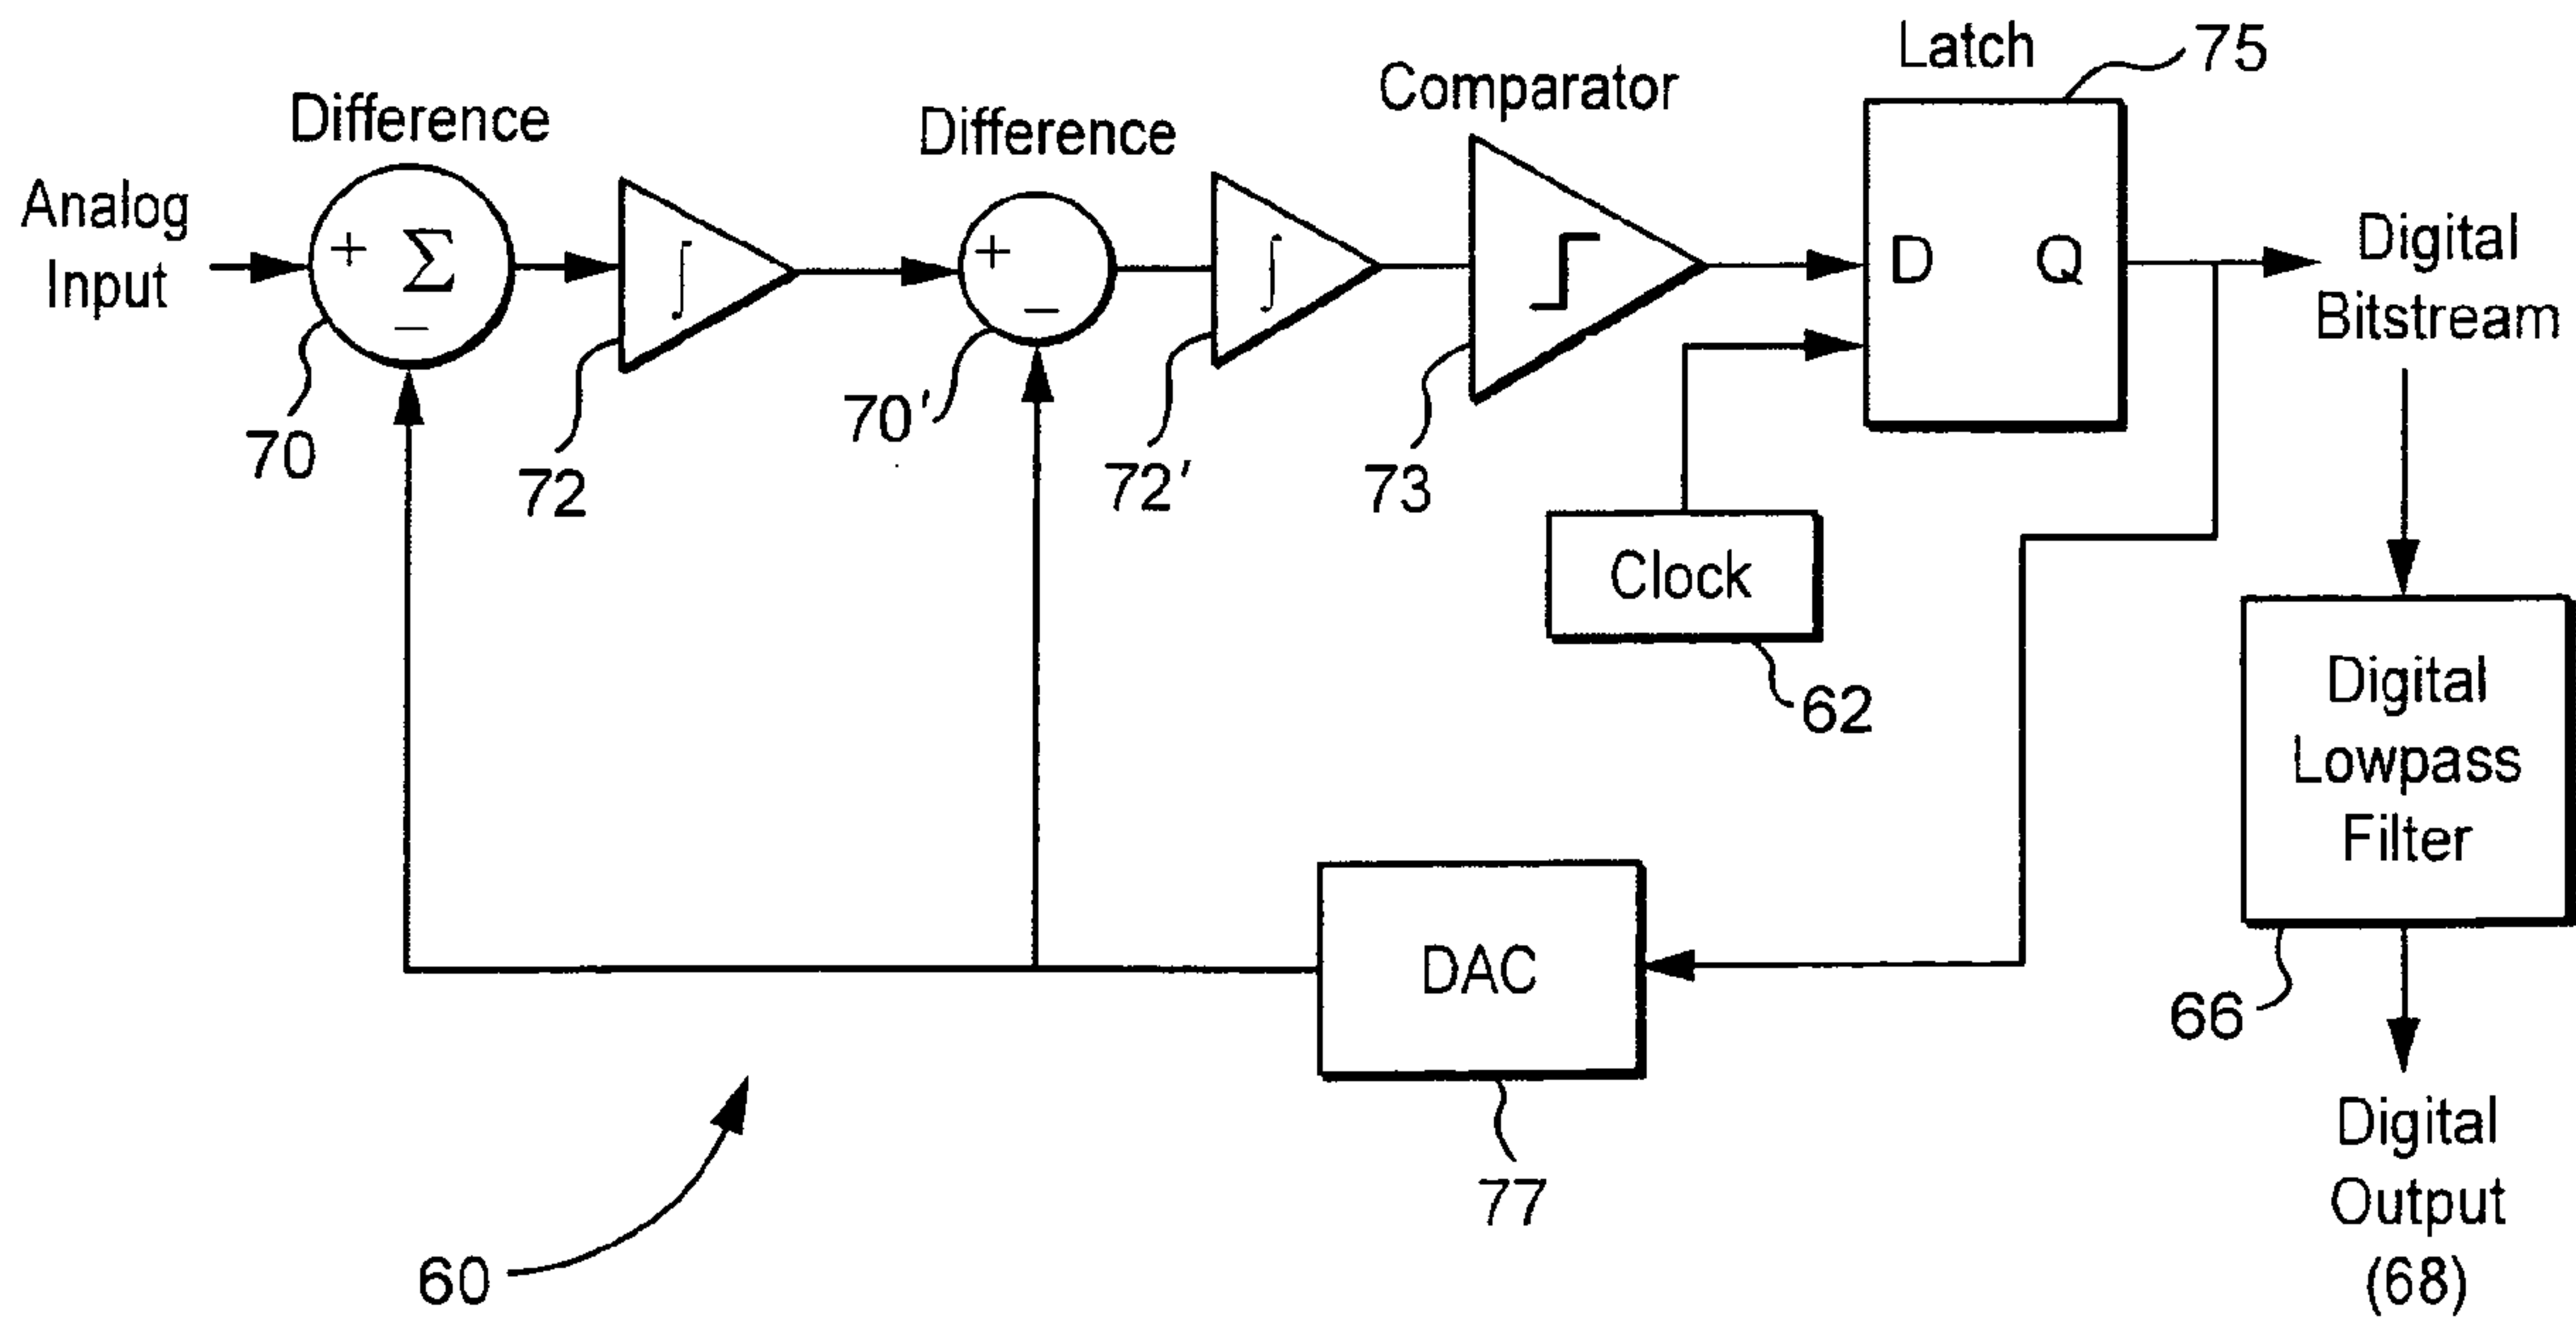 Latch
75
Comparator
Difference
Difference
Analog
Input
+
Σ
−
∫
+
−
∫
D
Q
Digital
Bitstream
70
72
70'
72'
73
Clock
62
Digital
Lowpass
Filter
66
DAC
77
60
Digital
Output
(68)